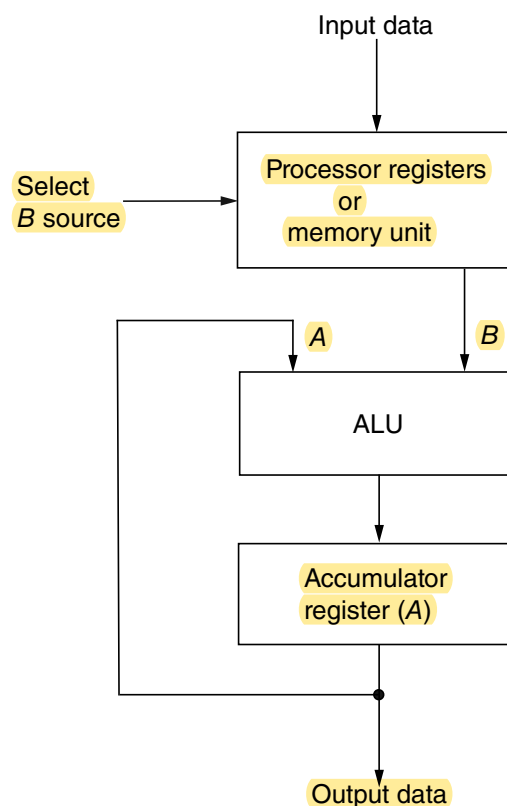 Input data
Processor registers
or
memory unit
Select
B source
A
B
ALU
Accumulator
register (A)
Output data